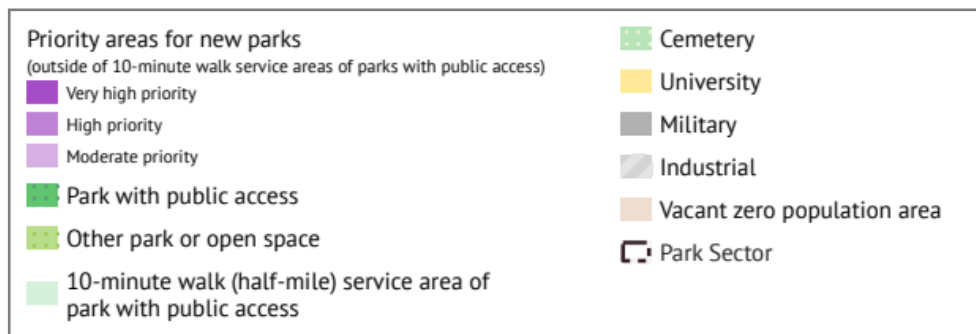 Priority areas for new parks
(outside of 10-minute walk service areas of parks with public access)
Very high priority
High priority
Moderate priority
Park with public access
Other park or open space
10-minute walk (half-mile) service area of
park with public access
Cemetery
University
Military
Industrial
Vacant zero population area
Park Sector